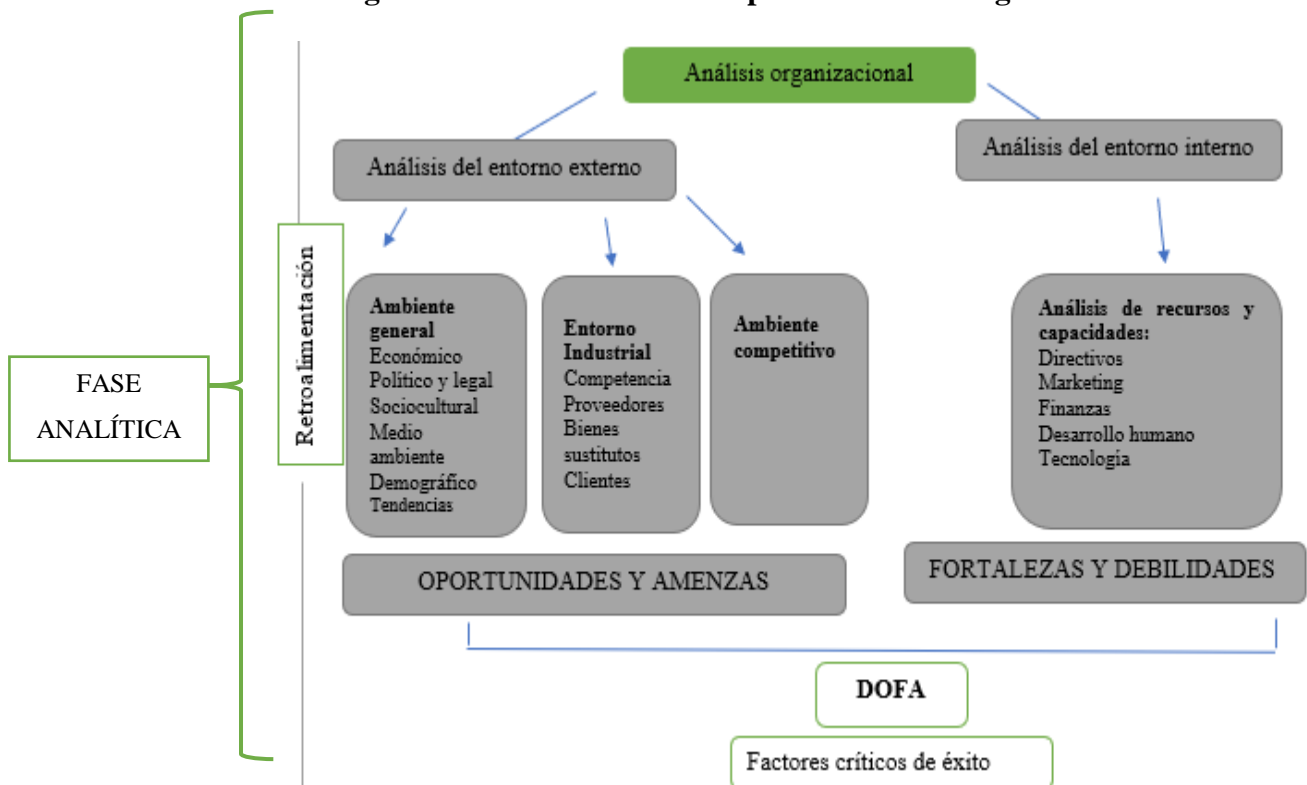 Análisis organizacional
Análisis del entorno externo
Análisis del entorno interno
Retroalimentación
FASE
ANALÍTICA
Ambiente
general
Económico
Político y legal
Sociocultural
Medio
ambiente
Demográfico
Tendencias
Entorno
Industrial
Competencia
Proveedores
Bienes
sustitutos
Clientes
Ambiente
competitivo
Análisis de recursos y
capacidades:
Directivos
Marketing
Finanzas
Desarrollo humano
Tecnología
OPORTUNIDADES Y AMENZAS
FORTALEZAS Y DEBILIDADES
DOFA
Factores críticos de éxito